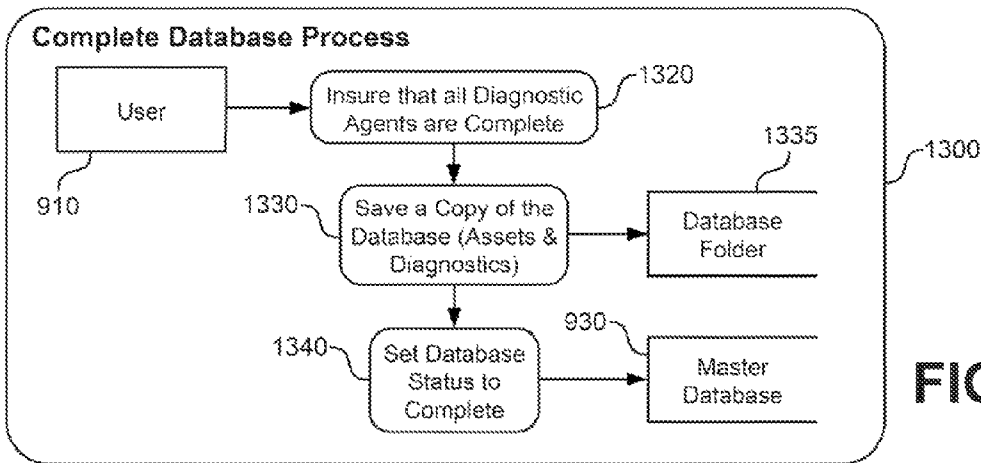 Complete Database Process
User
910
Insure that all Diagnostic
Agents are Complete
1320
1330
Save a Copy of the
Database (Assets &
Diagnostics)
1335
Database
Folder
1300
1340
Set Database
Status to
Complete
930
Master
Database
FIG